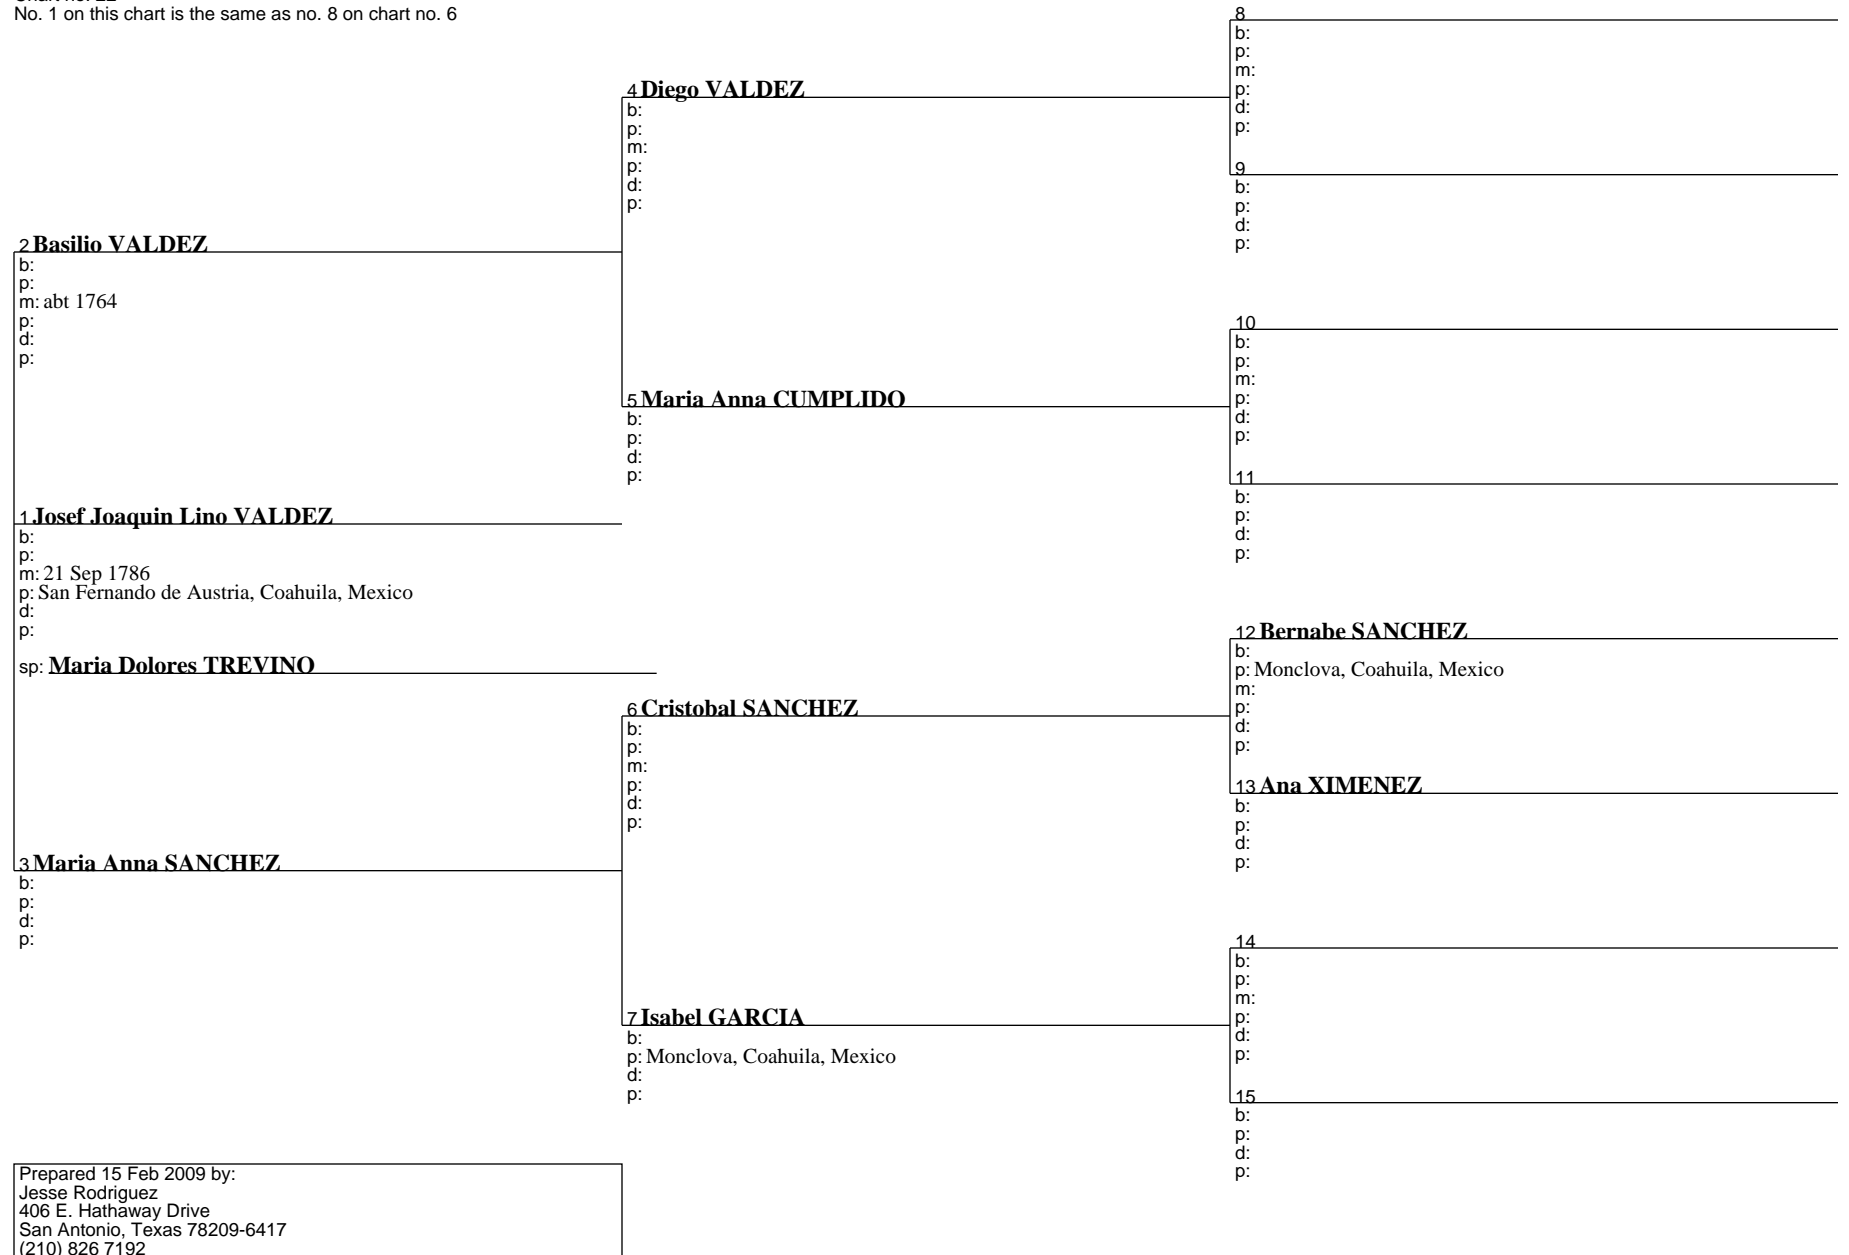 No. 1 on this chart is the same as no. 8 on chart no. 6
8
b:
p:
m:
p:
d:
p:
4 Diego VALDEZ
b:
p:
m:
p:
d:
p:
9
b:
p:
d:
p:
2 Basilio VALDEZ
b:
p:
m: abt 1764
p:
d:
p:
10
b:
p:
m:
p:
d:
p:
5 Maria Anna CUMPLIDO
b:
p:
d:
p:
11
b:
p:
d:
p:
1 Josef Joaquin Lino VALDEZ
b:
p:
m: 21 Sep 1786
p: San Fernando de Austria, Coahuila, Mexico
d:
p:
sp: Maria Dolores TREVINO
12 Bernabe SANCHEZ
b:
p: Monclova, Coahuila, Mexico
m:
p:
d:
p:
6 Cristobal SANCHEZ
b:
p:
m:
p:
d:
p:
13 Ana XIMENEZ
b:
p:
d:
p:
3 Maria Anna SANCHEZ
b:
p:
d:
p:
14
b:
p:
m:
p:
d:
p:
7 Isabel GARCIA
b:
p: Monclova, Coahuila, Mexico
d:
p:
15
b:
p:
d:
p:
Prepared 15 Feb 2009 by:
Jesse Rodriguez
406 E. Hathaway Drive
San Antonio, Texas 78209-6417
(210) 826 7192